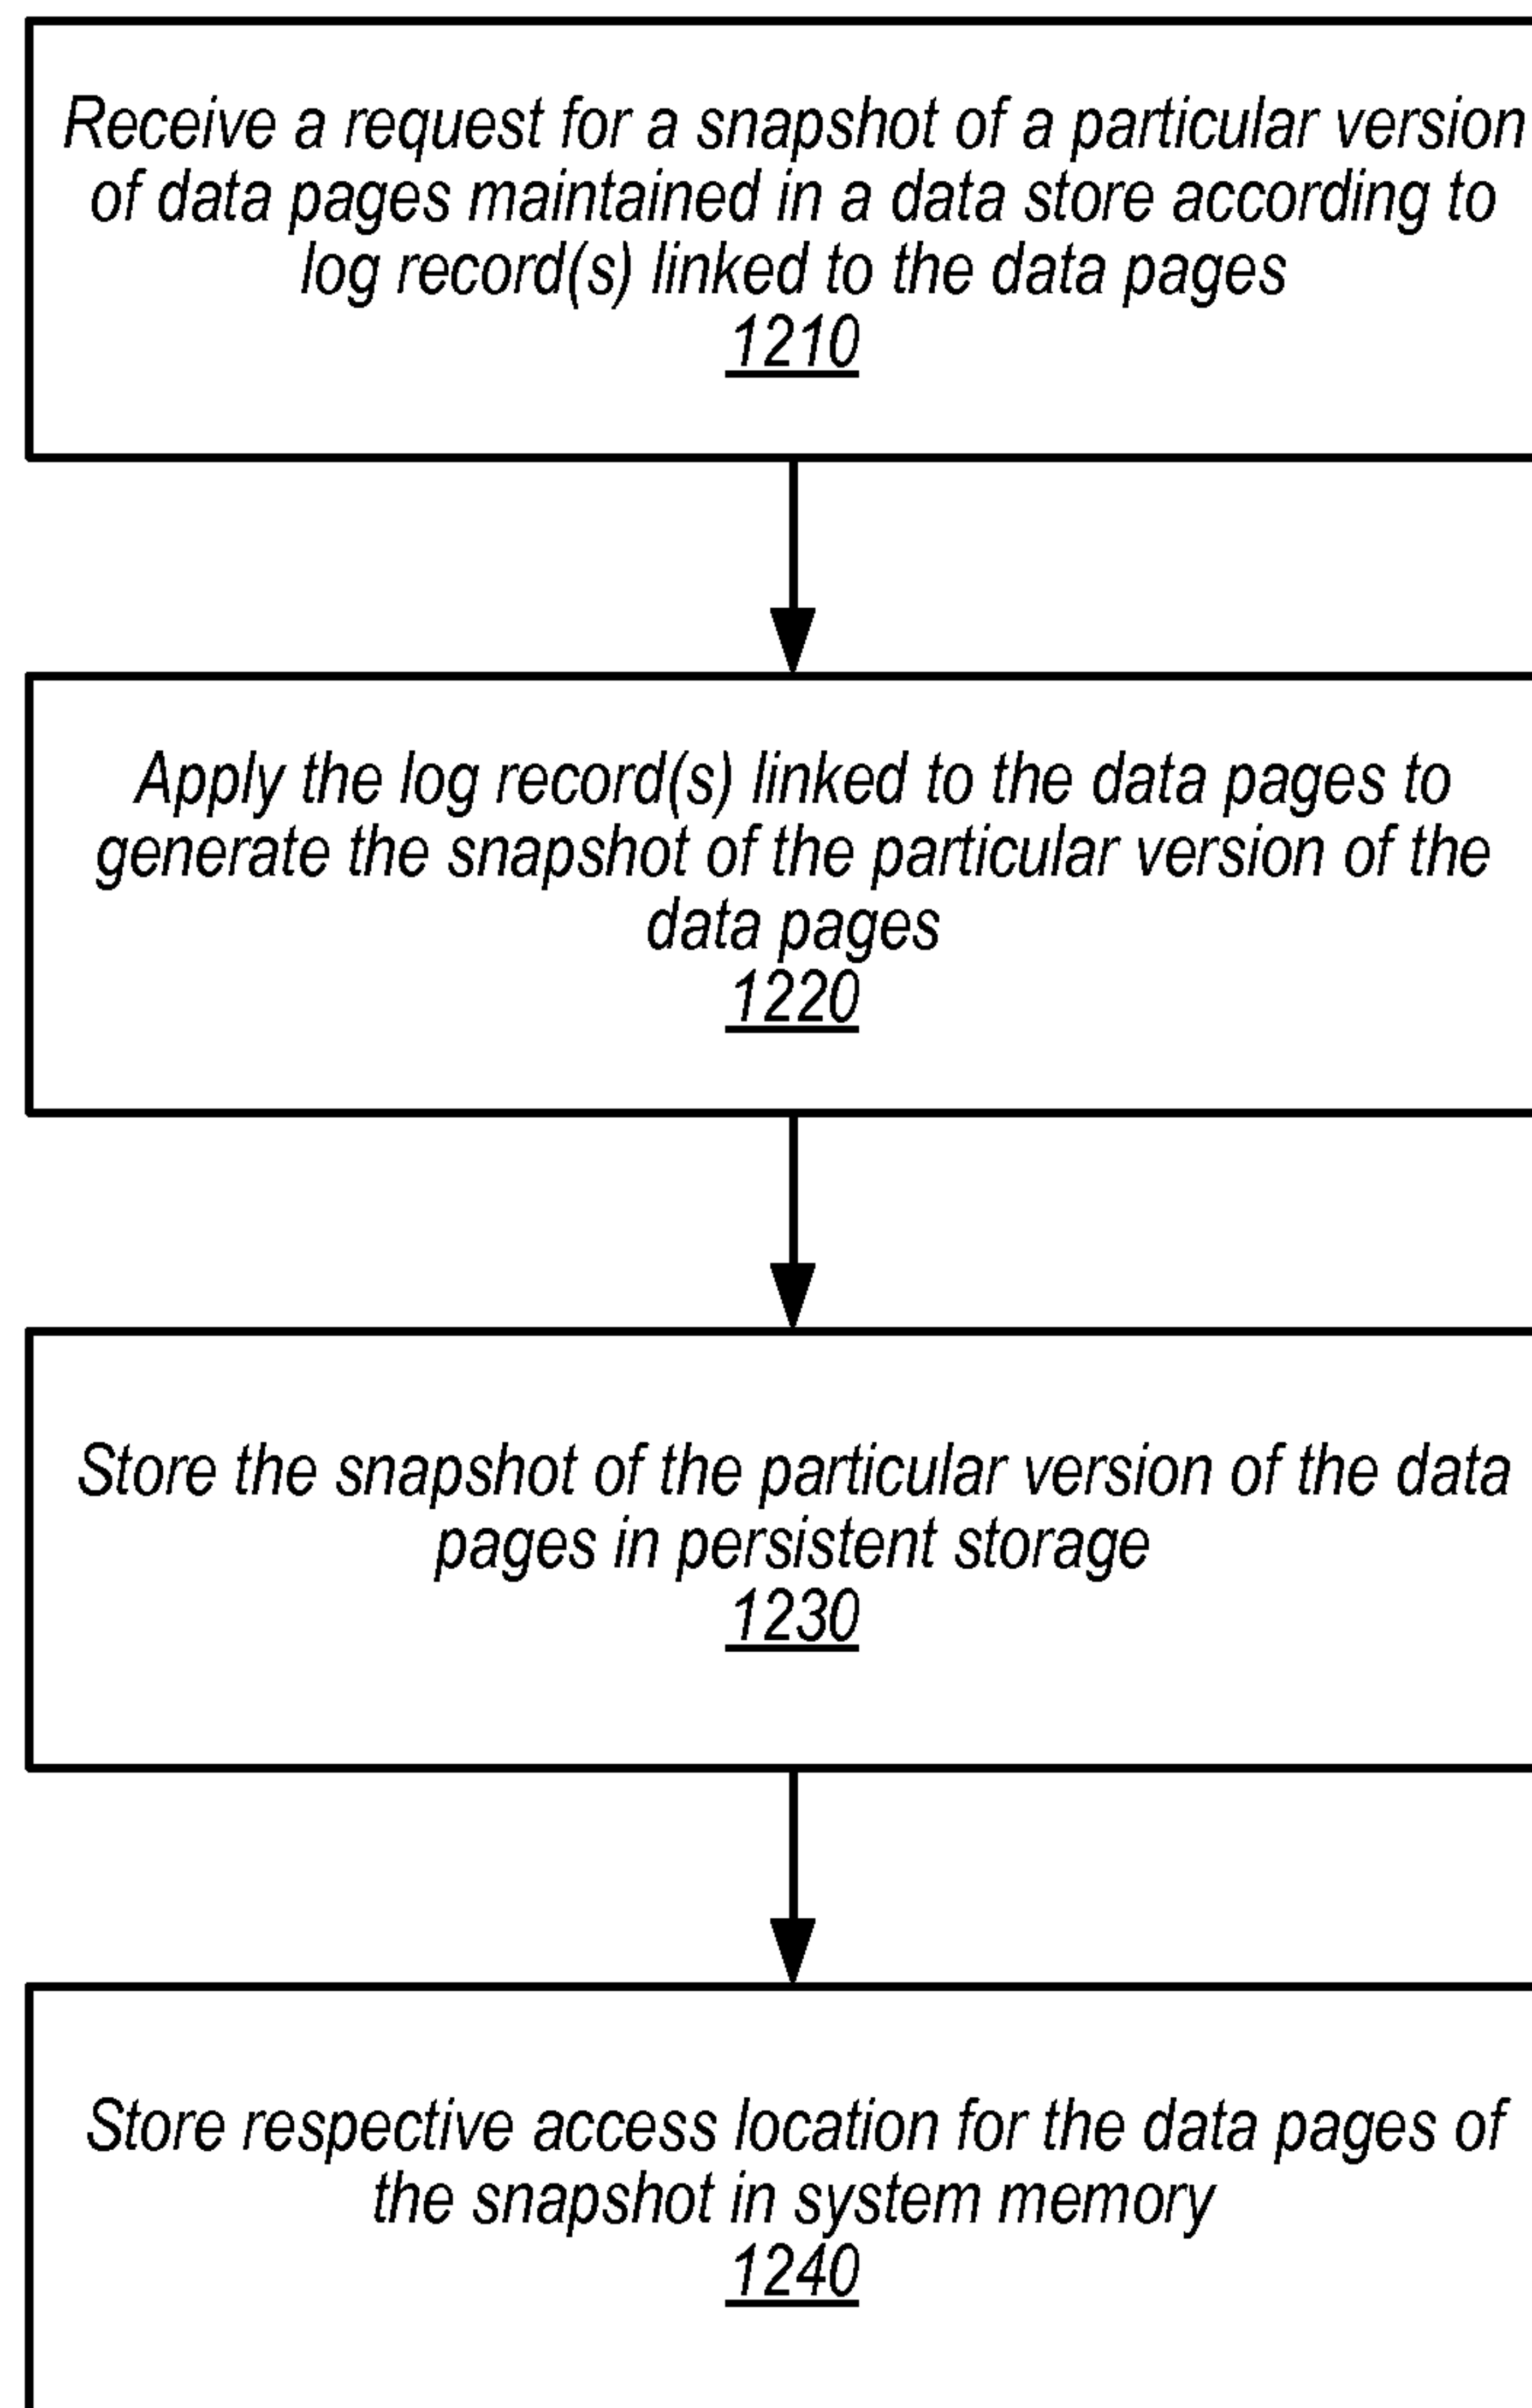 Receive a request for a snapshot of a particular version
of data pages maintained in a data store according to
log record(s) linked to the data pages
1210
Apply the log record(s) linked to the data pages to
generate the snapshot of the particular version of the
data pages
1220
Store the snapshot of the particular version of the data
pages in persistent storage
1230
Store respective access location for the data pages of
the snapshot in system memory
1240